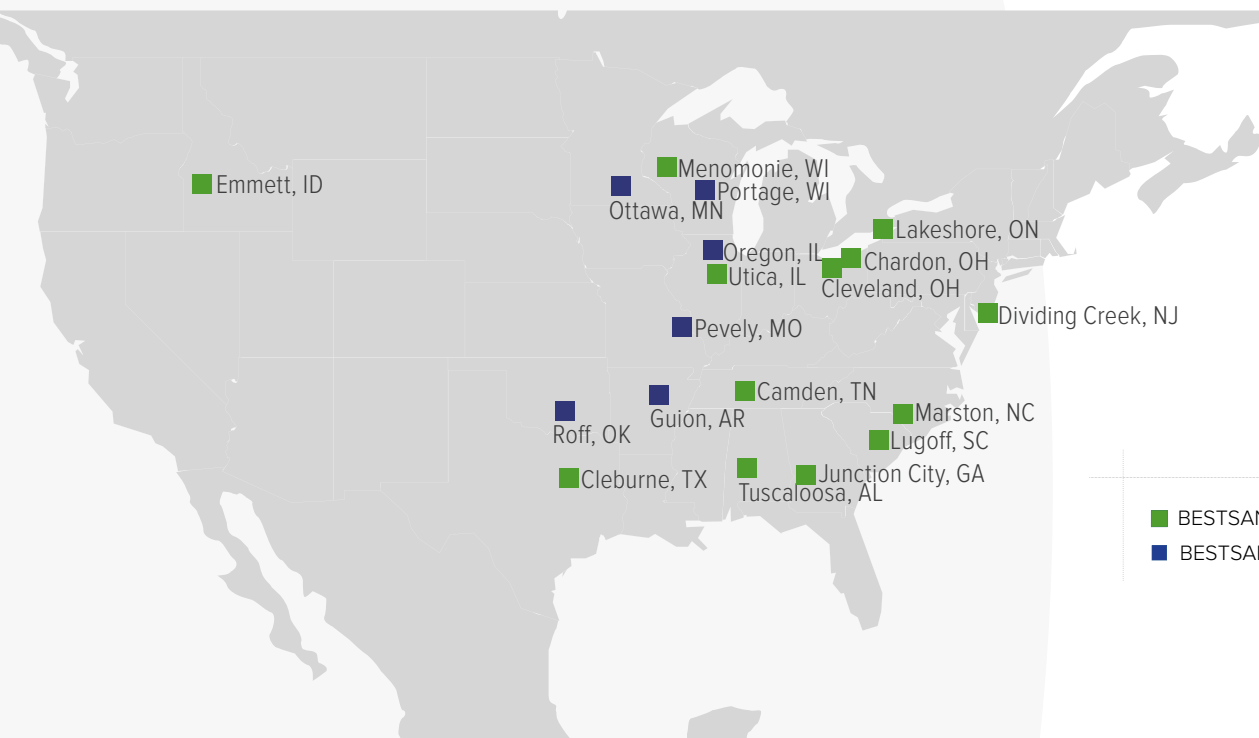 Menomonie, WI
Emmett, ID
Portage, WI
Ottawa, MN
Lakeshore, ON
Oregon, IL
Chardon, OH
Utica, IL
Cleveland, OH
Dividing Creek, NJ
Pevely, MO
Camden, TN
Marston, NC
Guion, AR
Roff, OK
Lugoff, SC
Junction City, GA
Cleburne, TX
Tuscaloosa, AL